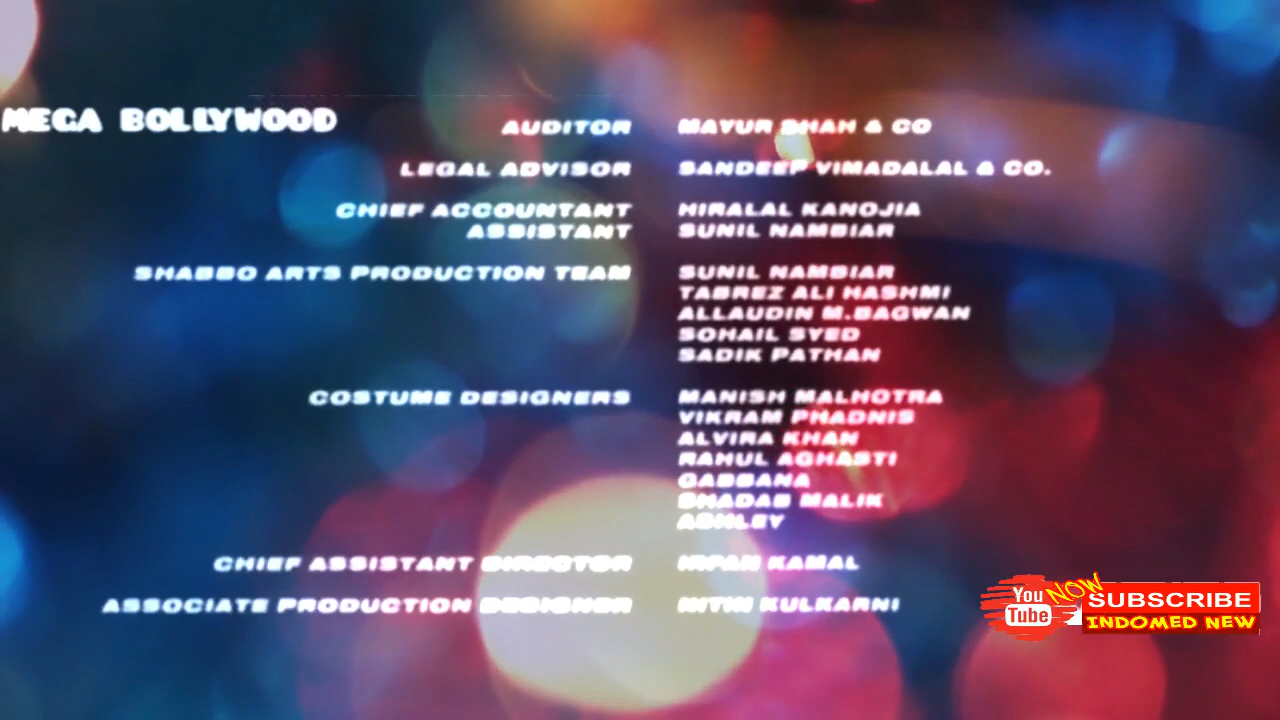 MEGA BOLLYWOOD
AUDITOR MAYUR SHAH & CO
LEGAL ADVISOR SANDEEP VIMADALAL & CO.
CHIEF ACCOUNTANT HIRALAL KANOJIA
ASSISTANT SUNIL NAMBIAR
SHABBO ARTS PRODUCTION TEAM SUNIL NAMBIAR
TABREZ ALI HASHMI
ALLAUDIN M.BAGWAN
SOHAIL SYED
SADIK PATHAN
COSTUME DESIGNERS MANISH MALHOTRA
VIKRAM PHADNIS
ALVIRA KHAN
RAHUL AGHASTI
GABBANA
SHADAB MALIK
ASHLEY
CHIEF ASSISTANT DIRECTOR IRFAN KAMAL
ASSOCIATE PRODUCTION DESIGNER NITIN KULKARNI
You Tube NOW SUBSCRIBE
INDOMED NEW